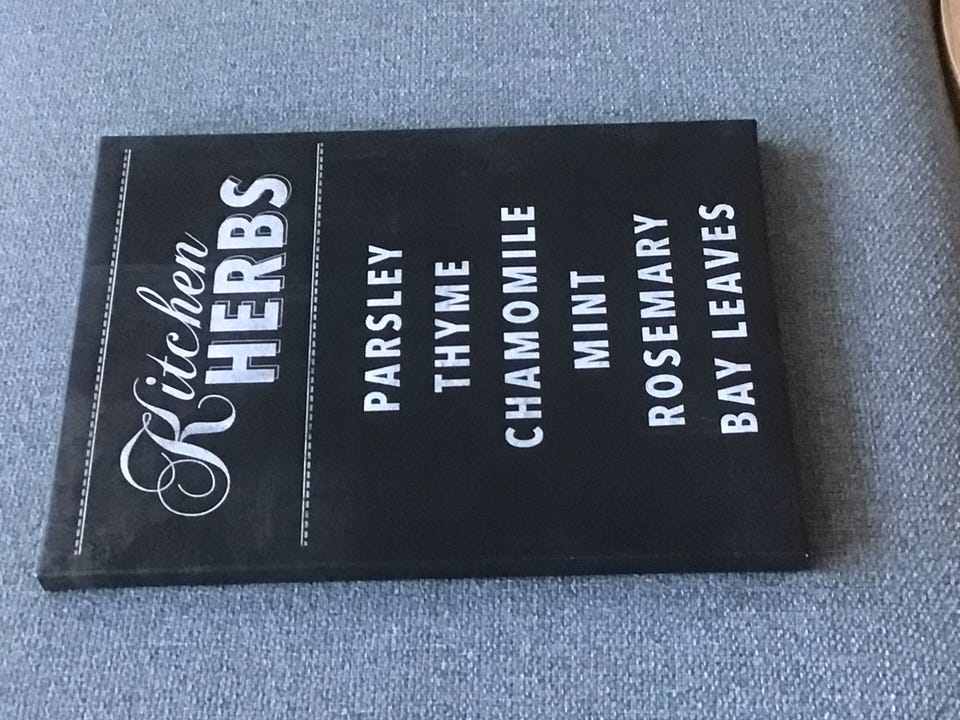 Kitchen
HERBS
PARSLEY
THYME
CHAMOMILE
MINT
ROSEMARY
BAY LEAVES